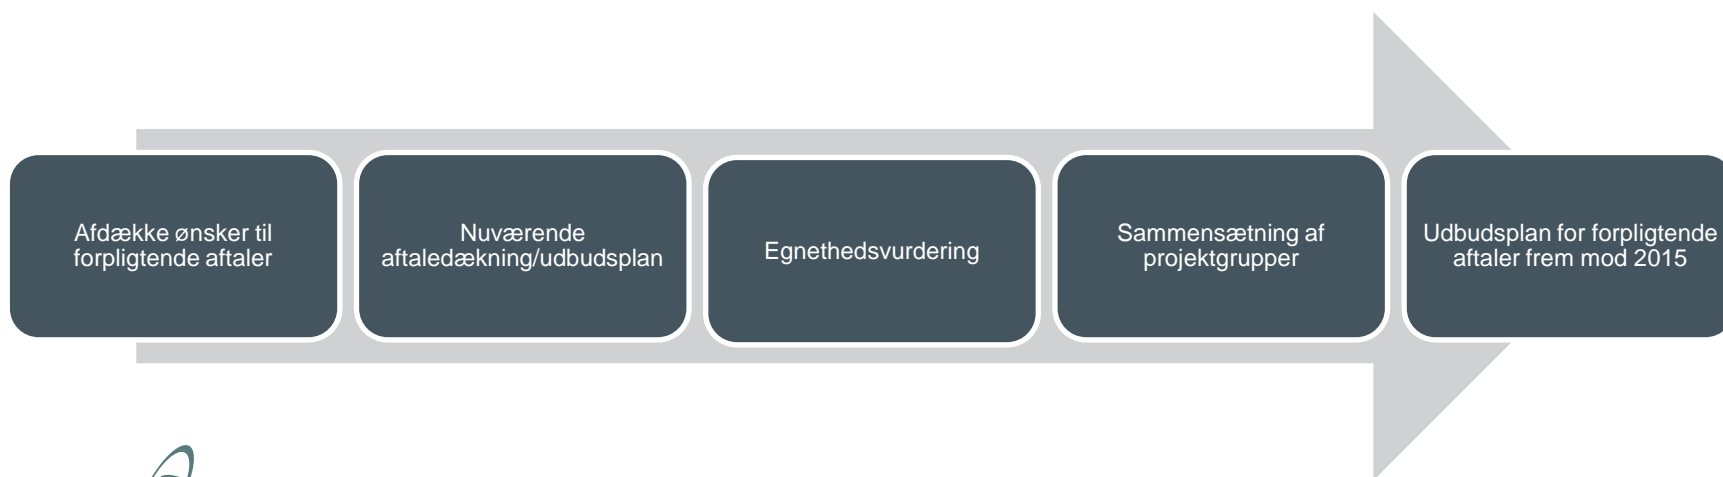 Afdække ønsker til
forpligtende aftaler
Nuværende
aftaledækning/udbudsplan
Egnethedsvurdering
Sammensætning af
projektgrupper
Udbudsplan for forpligtende
aftaler frem mod 2015